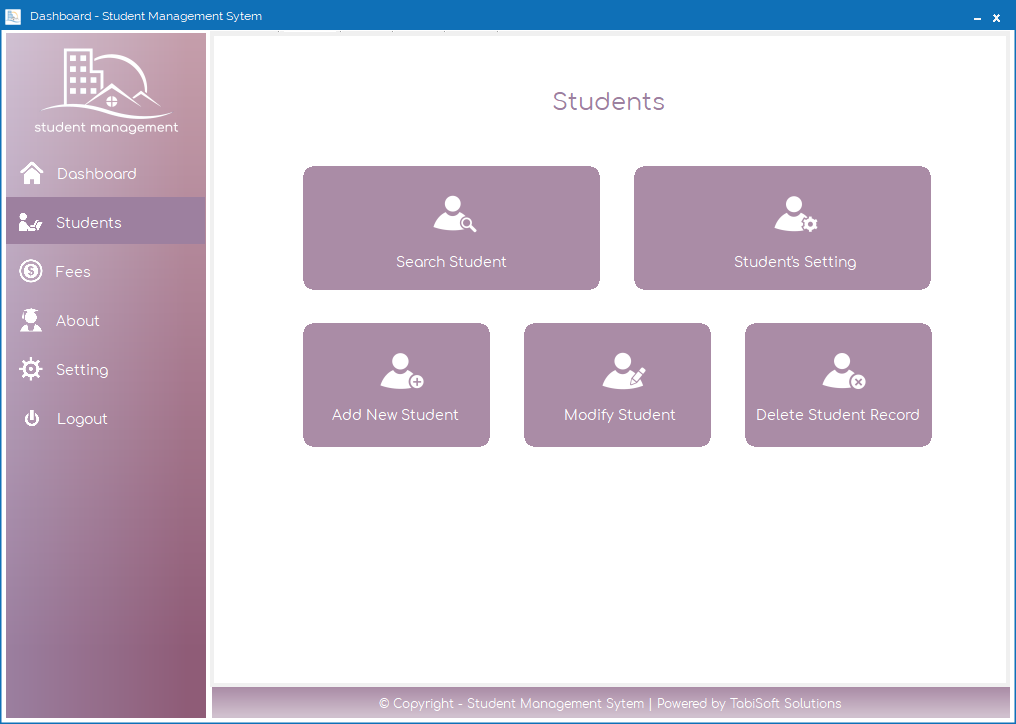 Dashboard - Student Management Sytem
student management
Dashboard
Students
Fees
About
Setting
Logout
Students
Search Student
Student's Setting
Add New Student
Modify Student
Delete Student Record
© Copyright - Student Management Sytem | Powered by TabiSoft Solutions